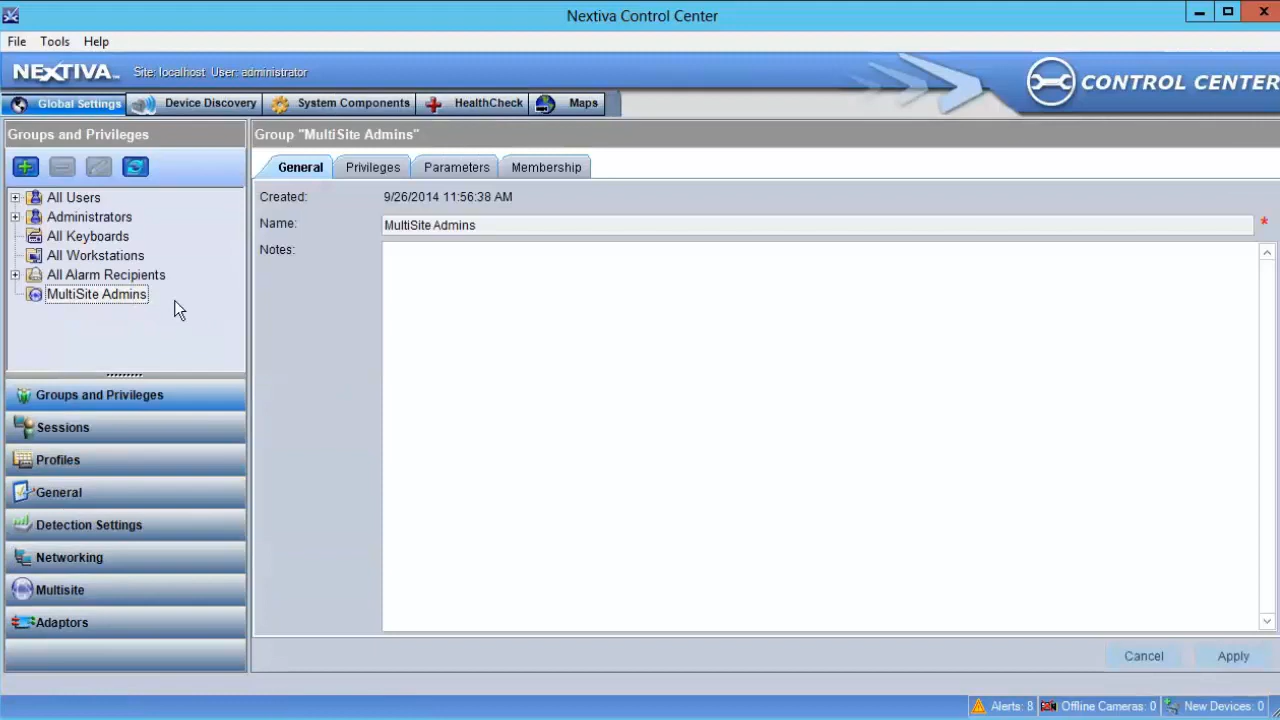 Nextiva Control Center
File Tools Help
NEXTIVA Site: localhost User: administrator
CONTROL CENTER
Global Settings Device Discovery System Components HealthCheck Maps
Groups and Privileges
Group "MultiSite Admins"
General Privileges Parameters Membership
All Users
Administrators
All Keyboards
All Workstations
All Alarm Recipients
MultiSite Admins
Created: 9/26/2014 11:56:38 AM
Name: MultiSite Admins *
Notes:
Groups and Privileges
Sessions
Profiles
General
Detection Settings
Networking
Multisite
Adaptors
Cancel Apply
Alerts: 8 Offline Cameras: 0 New Devices: 0